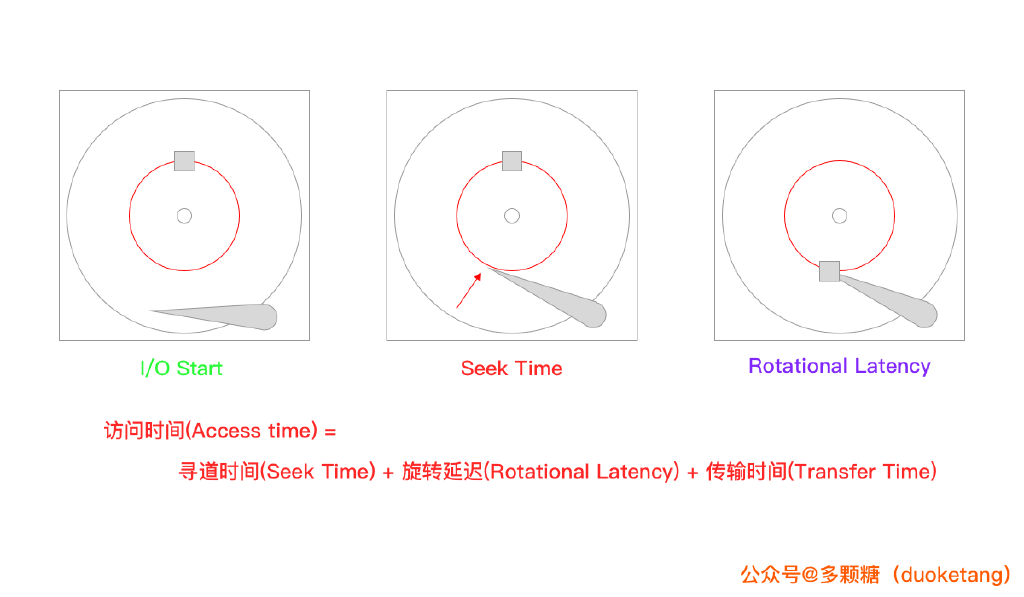 I/O Start
Seek Time
Rotational Latency
访问时间(Access time) =
寻道时间(Seek Time) + 旋转延迟(Rotational Latency) + 传输时间(Transfer Time)
公众号@多颗糖（duoketang）